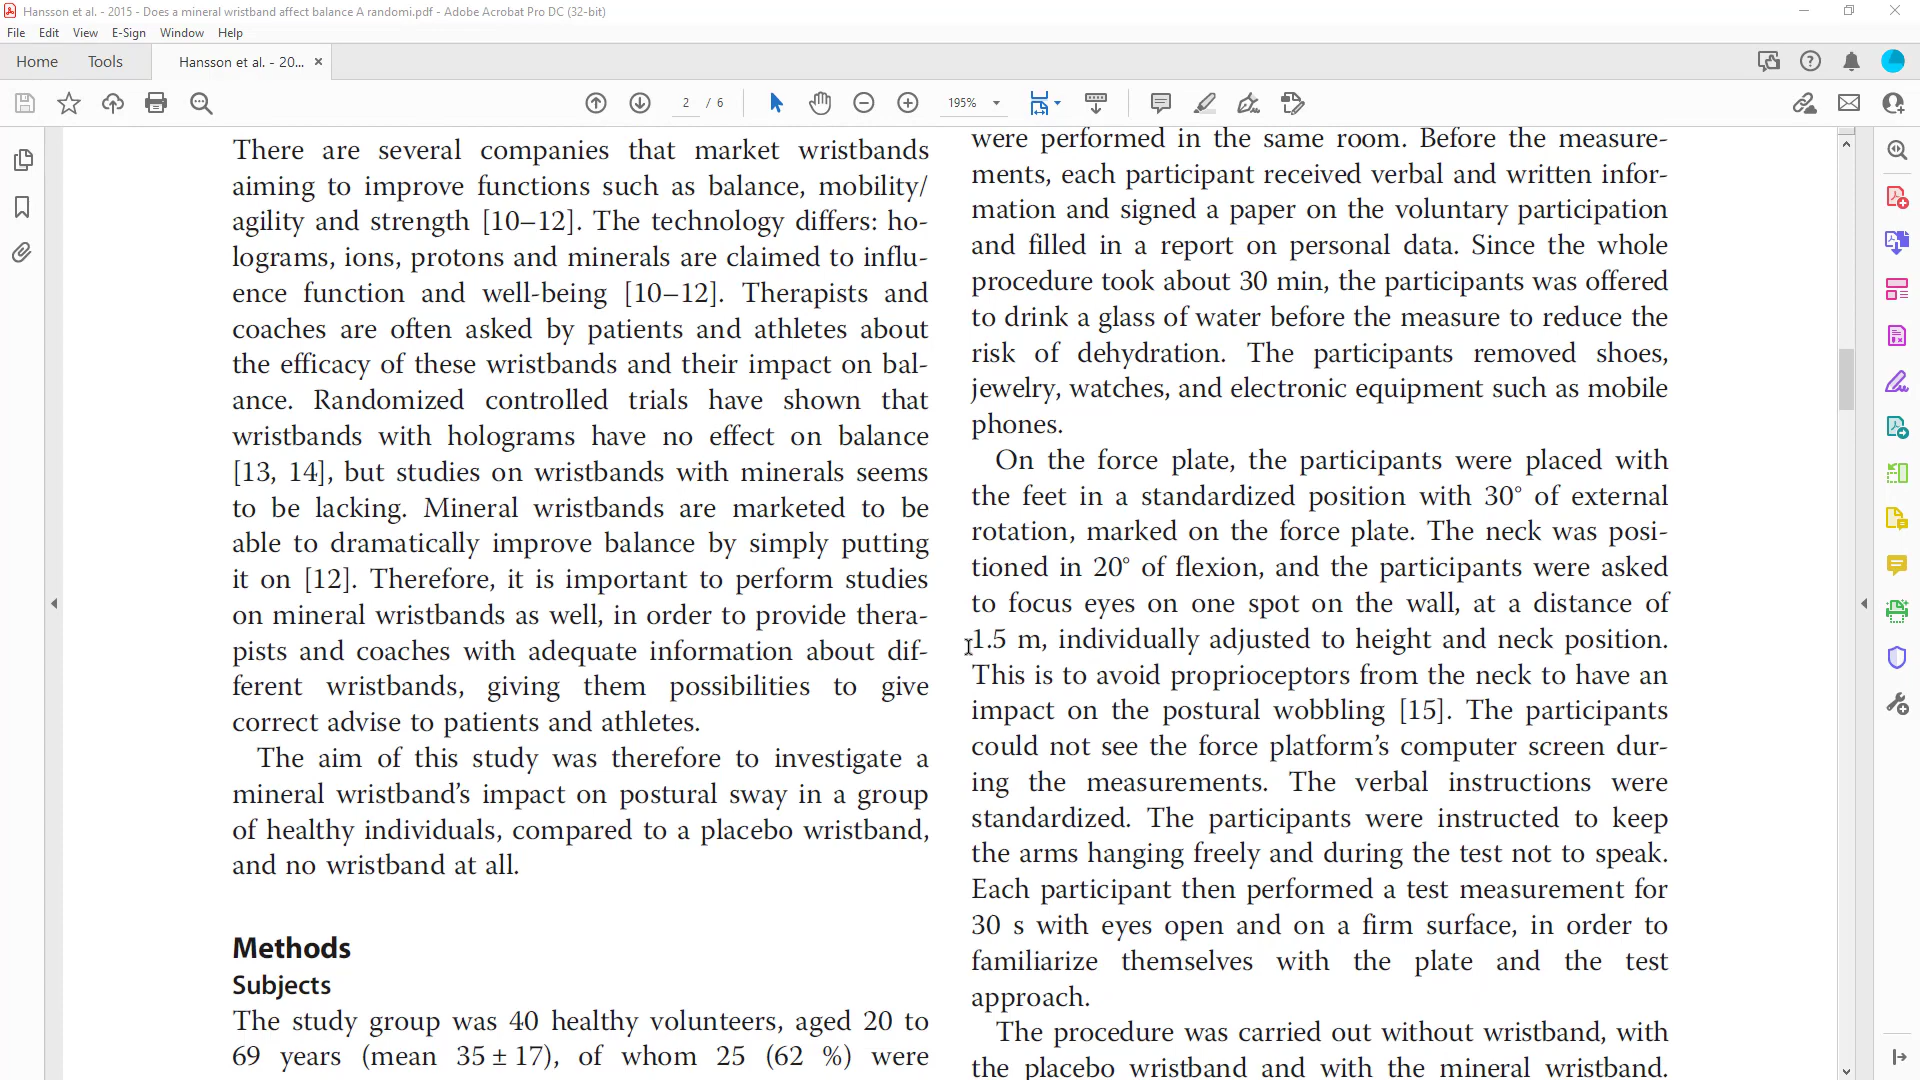 Hansson et al. - 2015 - Does a mineral wristband affect balance A randomi.pdf - Adobe Acrobat Pro DC (32-bit)
File Edit View E-Sign Window Help
Home Tools Hansson et al. - 20... ×
2 / 6 195%
There are several companies that market wristbands
aiming to improve functions such as balance, mobility/
agility and strength [10–12]. The technology differs: ho-
lograms, ions, protons and minerals are claimed to influ-
ence function and well-being [10–12]. Therapists and
coaches are often asked by patients and athletes about
the efficacy of these wristbands and their impact on bal-
ance. Randomized controlled trials have shown that
wristbands with holograms have no effect on balance
[13, 14], but studies on wristbands with minerals seems
to be lacking. Mineral wristbands are marketed to be
able to dramatically improve balance by simply putting
it on [12]. Therefore, it is important to perform studies
on mineral wristbands as well, in order to provide thera-
pists and coaches with adequate information about dif-
ferent wristbands, giving them possibilities to give
correct advise to patients and athletes.
The aim of this study was therefore to investigate a
mineral wristband's impact on postural sway in a group
of healthy individuals, compared to a placebo wristband,
and no wristband at all.
Methods
Subjects
The study group was 40 healthy volunteers, aged 20 to
69 years (mean 35 ± 17), of whom 25 (62 %) were
were performed in the same room. Before the measure-
ments, each participant received verbal and written infor-
mation and signed a paper on the voluntary participation
and filled in a report on personal data. Since the whole
procedure took about 30 min, the participants was offered
to drink a glass of water before the measure to reduce the
risk of dehydration. The participants removed shoes,
jewelry, watches, and electronic equipment such as mobile
phones.
On the force plate, the participants were placed with
the feet in a standardized position with 30° of external
rotation, marked on the force plate. The neck was posi-
tioned in 20° of flexion, and the participants were asked
to focus eyes on one spot on the wall, at a distance of
1.5 m, individually adjusted to height and neck position.
This is to avoid proprioceptors from the neck to have an
impact on the postural wobbling [15]. The participants
could not see the force platform's computer screen dur-
ing the measurements. The verbal instructions were
standardized. The participants were instructed to keep
the arms hanging freely and during the test not to speak.
Each participant then performed a test measurement for
30 s with eyes open and on a firm surface, in order to
familiarize themselves with the plate and the test
approach.
The procedure was carried out without wristband, with
the placebo wristband and with the mineral wristband.